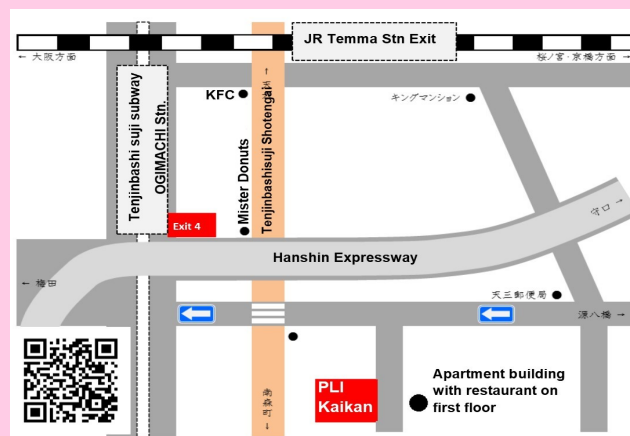 JR Temma Stn Exit
← 大阪方面
桜ノ宮・京橋方面 →
Tenjinbashi suji subway
OGIMACHI Stn.
KFC
キングマンション
Tenjinbashisuji Shotengai
Mister Donuts
Exit 4
守口 →
Hanshin Expressway
← 梅田
天三郵便局
源八橋 →
PLI
Kaikan
Apartment building
with restaurant on
first floor
南森町 ↓